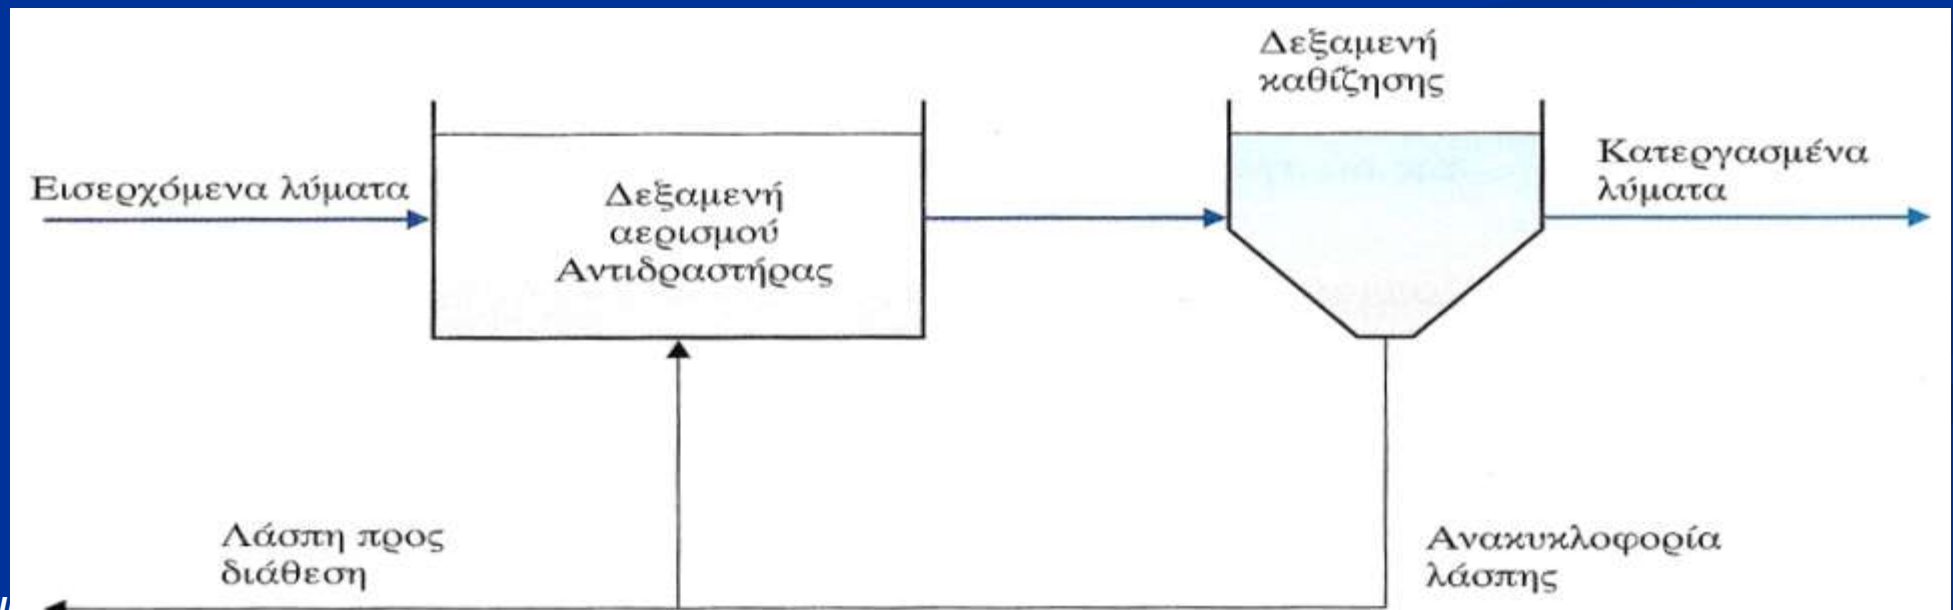 Δεξαμενή
καθίζησης
Εισερχόμενα λύματα
Δεξαμενή
αερισμού
Αντιδραστήρας
Κατεργασμένα
λύματα
Λάσπη προς
διάθεση
Ανακυκλοφορία
λάσπης